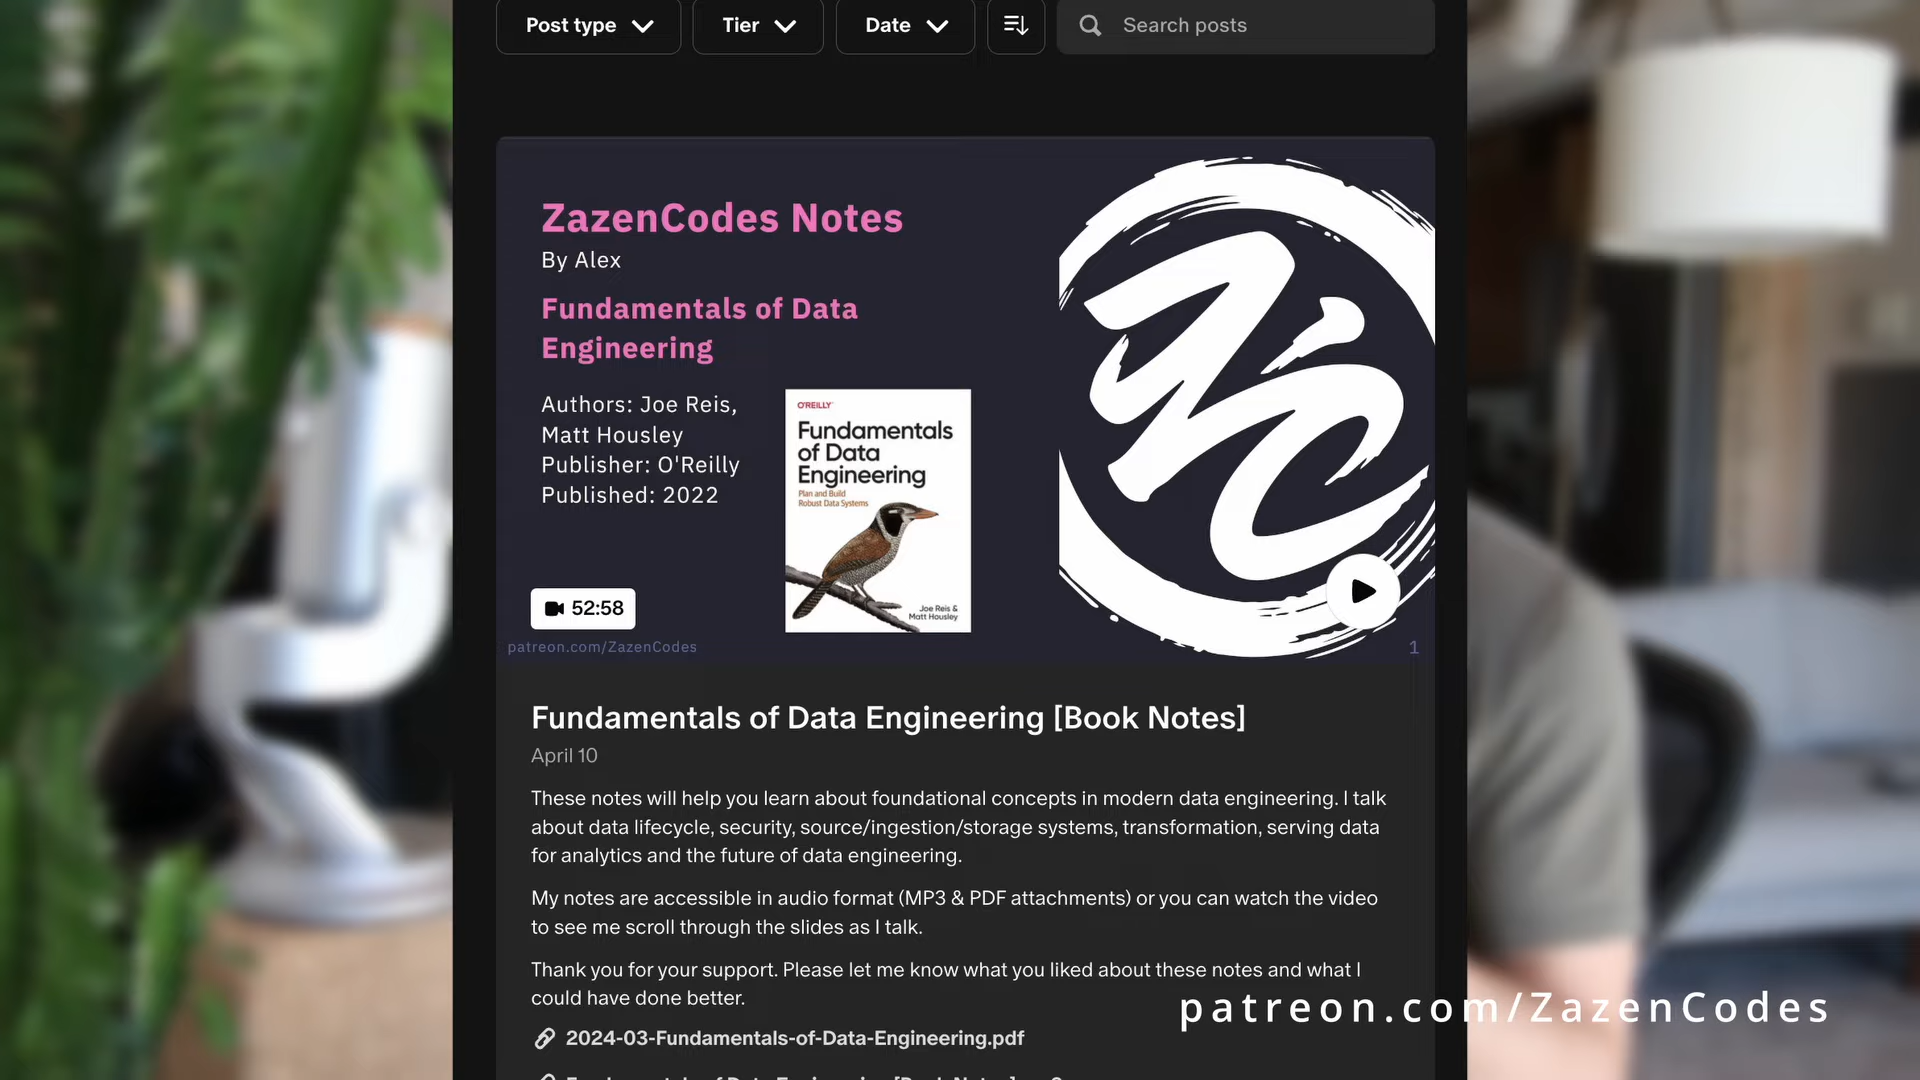 Post type
Tier
Date
Search posts
ZazenCodes Notes
By Alex
Fundamentals of Data
Engineering
Authors: Joe Reis,
Matt Housley
Publisher: O'Reilly
Published: 2022
O'REILLY
Fundamentals
of Data
Engineering
Plan and Build
Robust Data Systems
Joe Reis &
Matt Housley
ZC
52:58
patreon.com/ZazenCodes
1
Fundamentals of Data Engineering [Book Notes]
April 10
These notes will help you learn about foundational concepts in modern data engineering. I talk
about data lifecycle, security, source/ingestion/storage systems, transformation, serving data
for analytics and the future of data engineering.
My notes are accessible in audio format (MP3 & PDF attachments) or you can watch the video
to see me scroll through the slides as I talk.
Thank you for your support. Please let me know what you liked about these notes and what I
could have done better.
patreon.com/ZazenCodes
2024-03-Fundamentals-of-Data-Engineering.pdf